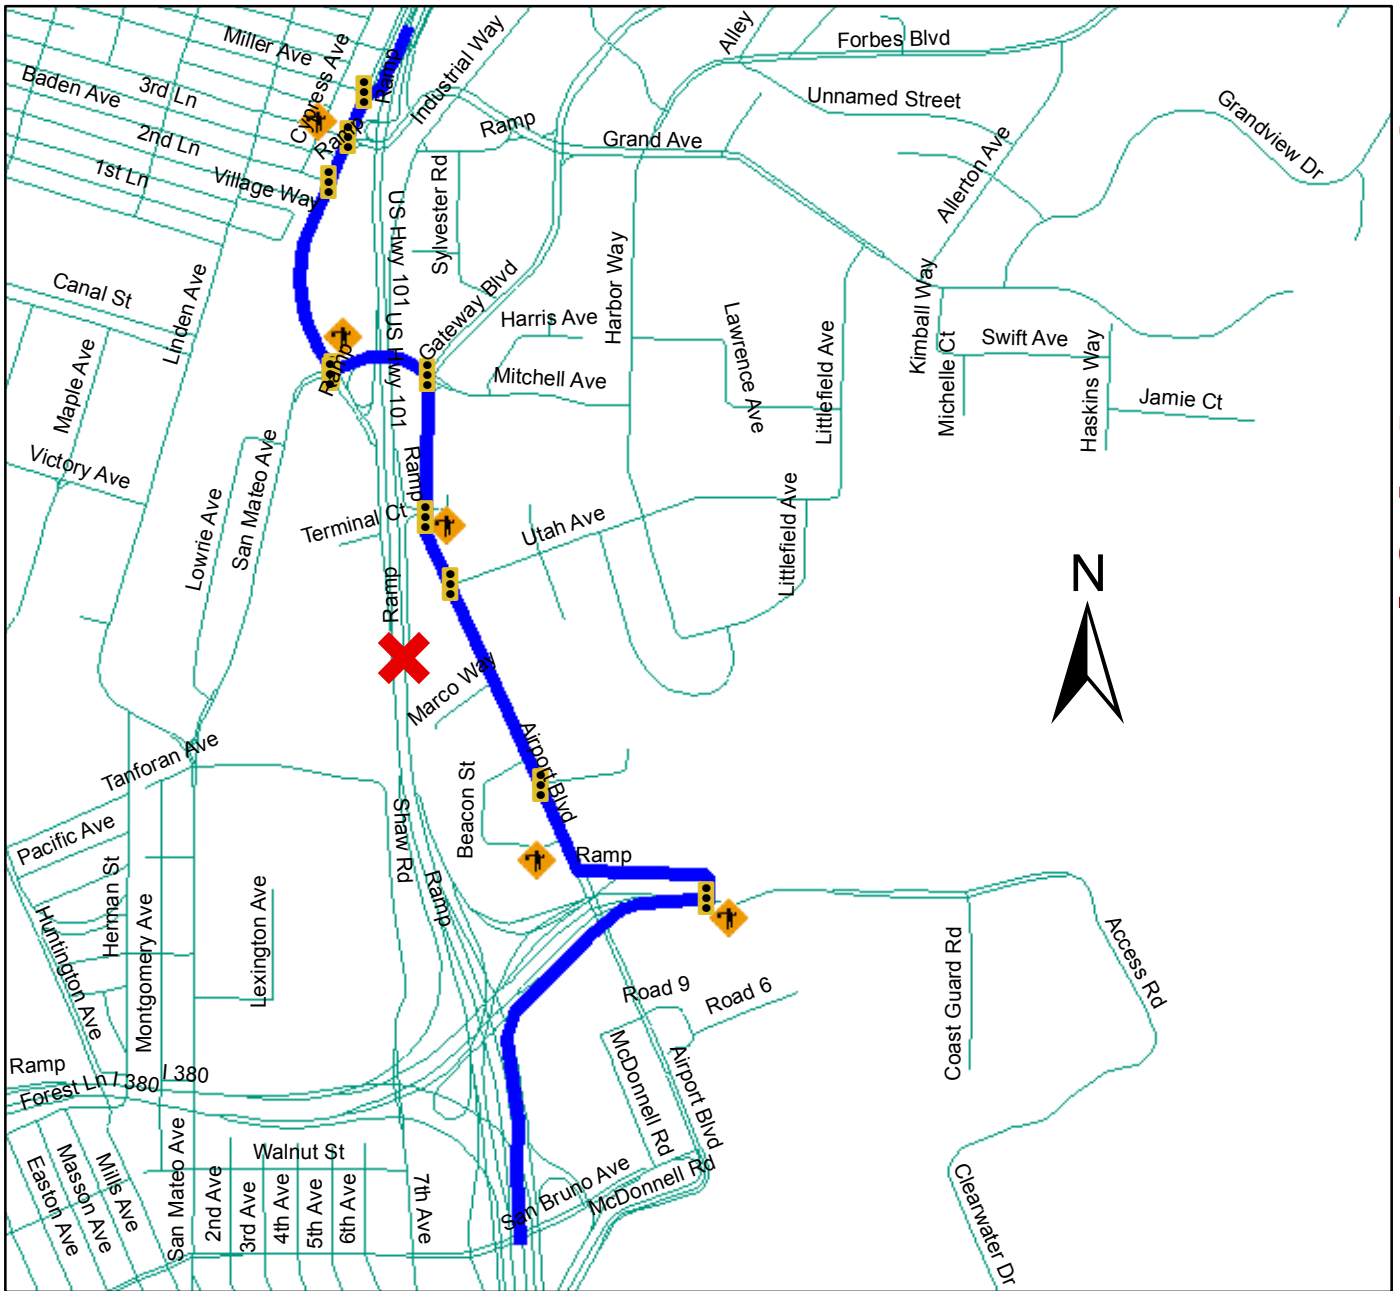 Miller Ave
Cypress Ave
Ramp
Industrial Way
Alley
Forbes Blvd
Baden Ave
3rd Ln
Unnamed Street
Grandview Dr
2nd Ln
Ramp
Ramp
Grand Ave
Allerton Ave
1st Ln
Village Way
US Hwy 101
Sylvester Rd
Harbor Way
Canal St
Linden Ave
Gateway Blvd
Kimball Way
Harris Ave
Lawrence Ave
Littlefield Ave
Swift Ave
Michelle Ct
Haskins Way
Maple Ave
Ramp
US Hwy 101
Mitchell Ave
Jamie Ct
Victory Ave
San Mateo Ave
Lowrie Ave
Ramp
Terminal Ct
Utah Ave
Littlefield Ave
N
Ramp
Marco Way
Tanforan Ave
Airport Blvd
Beacon St
Shaw Rd
Pacific Ave
Ramp
Herman St
Ramp
Montgomery Ave
Lexington Ave
Huntington Ave
Coast Guard Rd
Access Rd
Road 9
Road 6
McDonnell Rd
Airport Blvd
Ramp
Forest Ln
I 380
I 380
Walnut St
San Mateo Ave
2nd Ave
3rd Ave
4th Ave
5th Ave
6th Ave
7th Ave
Mills Ave
Masson Ave
Easton Ave
San Bruno Ave
McDonnell Rd
Clearwater Dr